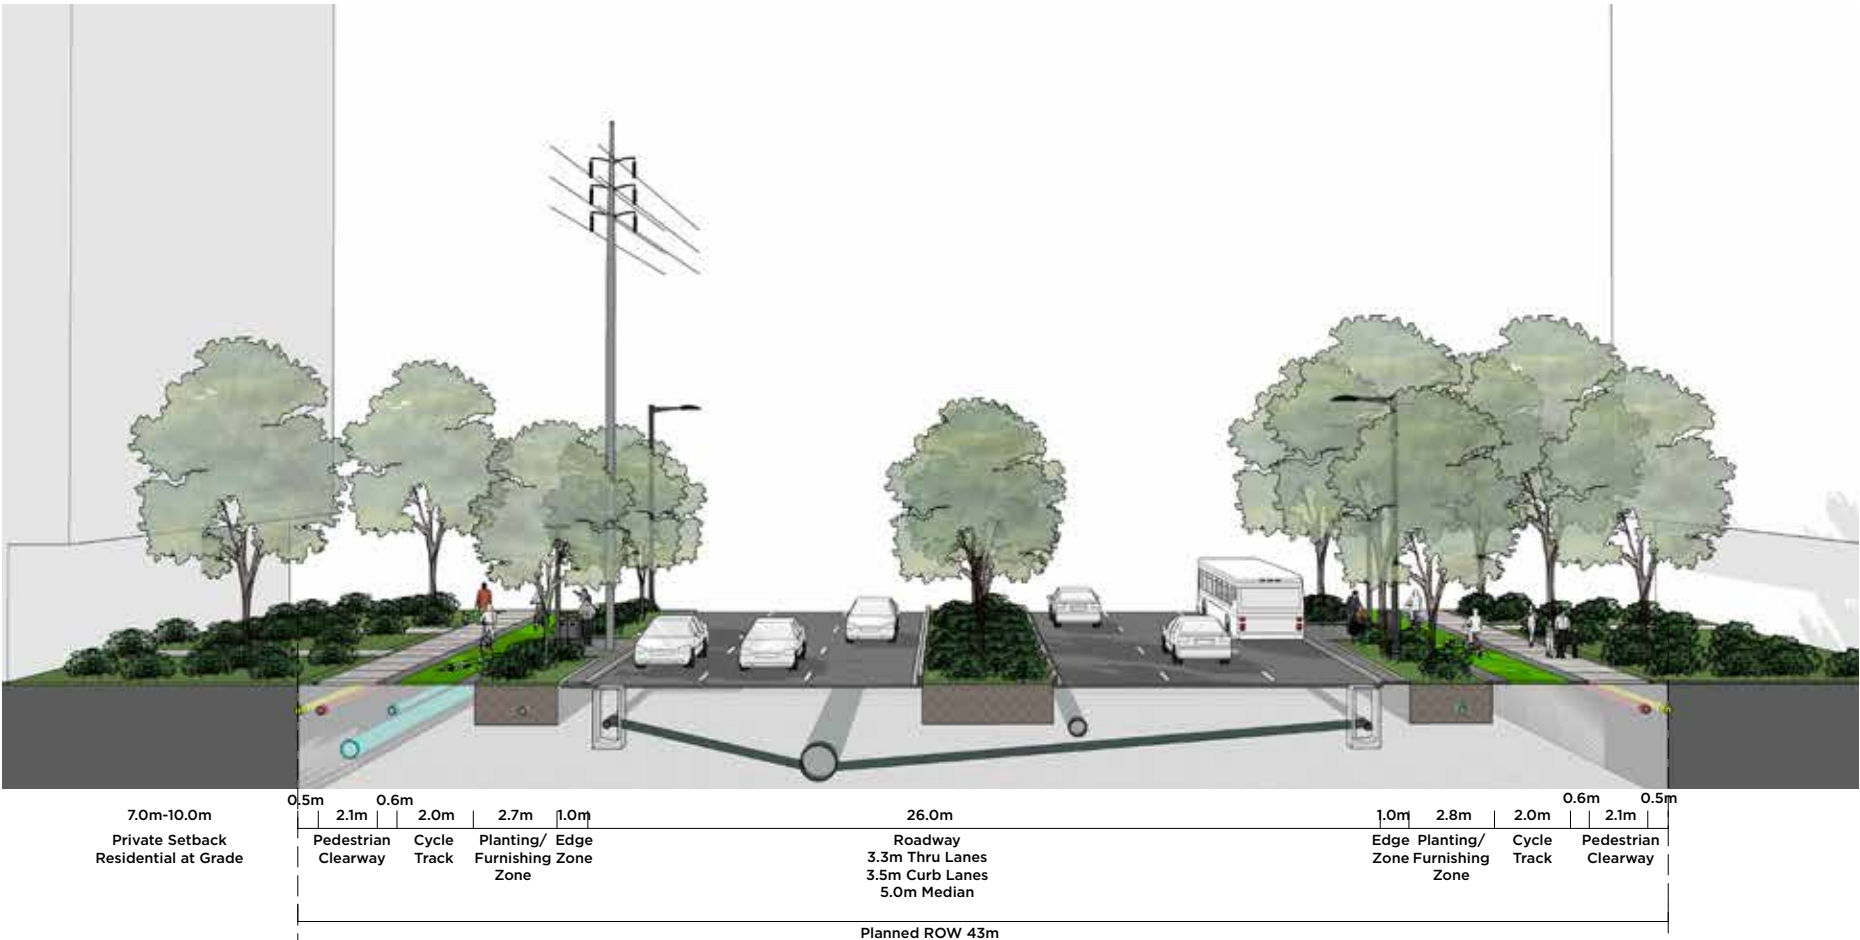 0.5m 0.6m 0.6m 0.5m
7.0m-10.0m 2.1m 2.0m 2.7m 1.0m 26.0m 1.0m 2.8m 2.0m 2.1m
Private Setback Pedestrian Cycle Planting/ Edge Roadway Edge Planting/ Cycle Pedestrian
Residential at Grade Clearway Track Furnishing Zone 3.3m Thru Lanes Zone Furnishing Track Clearway
Zone 3.5m Curb Lanes Zone
5.0m Median
Planned ROW 43m